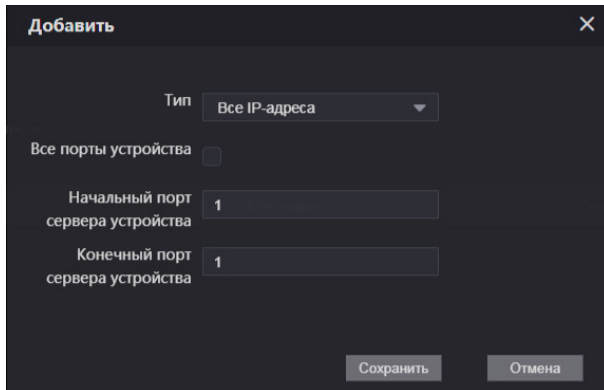 Добавить
Тип
Все IP-адреса
Все порты устройства
Начальный порт
сервера устройства
1
Конечный порт
сервера устройства
1
Сохранить
Отмена